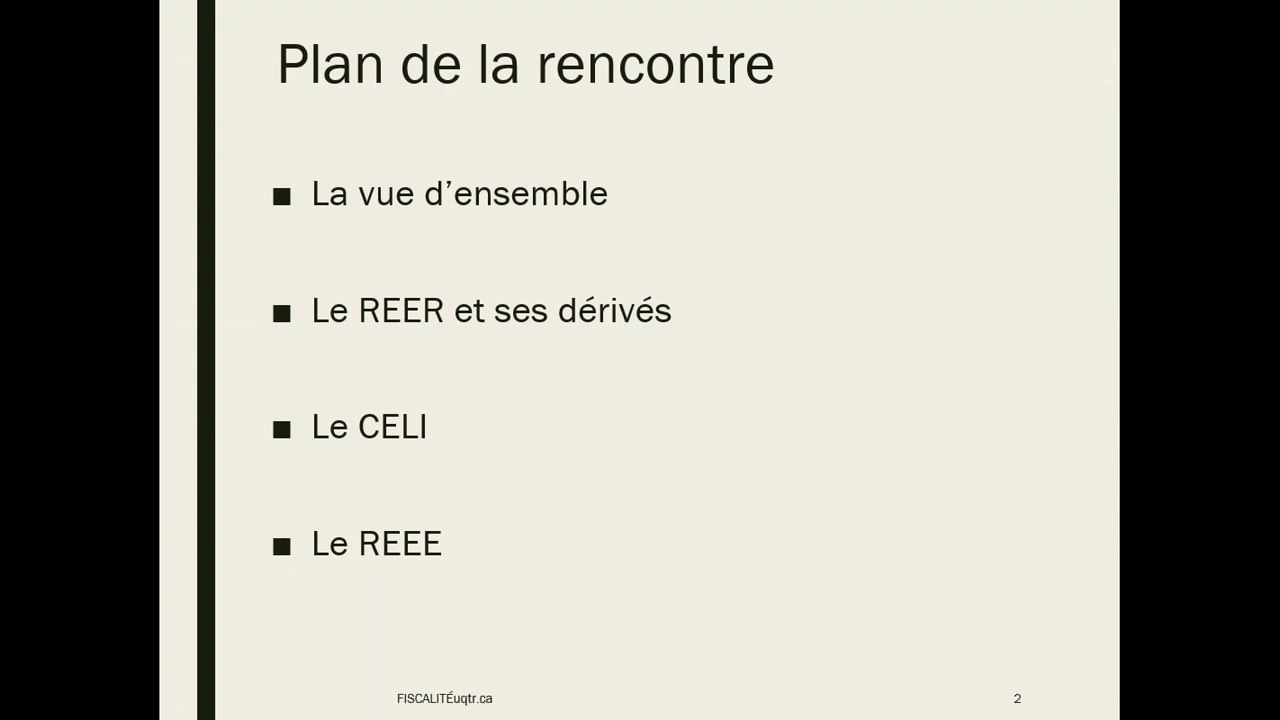 Plan de la rencontre
■ La vue d’ensemble
■ Le REER et ses dérivés
■ Le CELI
■ Le REEE
FISCALITÉuqtr.ca
2